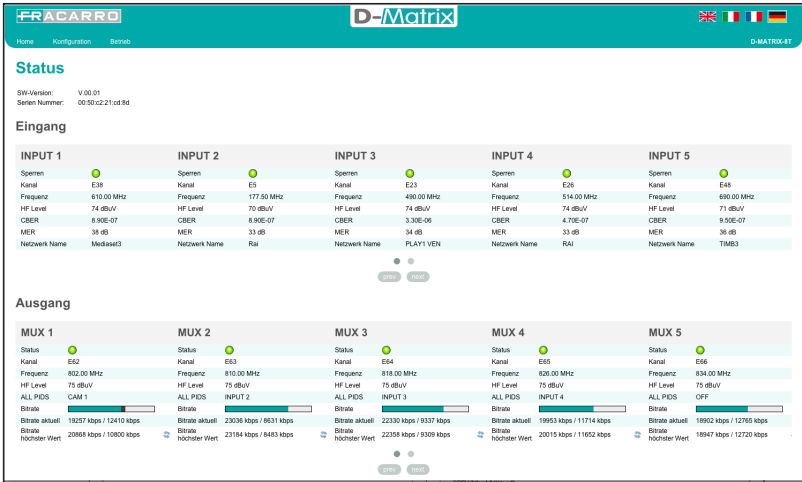 FRACARRO
D-Matrix
Home Konfiguration Betrieb D-MATRIX-8T
Status
SW-Version: V.00.01
Serien Nummer: 00:50:c2:21:cd:8d
Eingang
INPUT 1 INPUT 2 INPUT 3 INPUT 4 INPUT 5
Sperren Sperren Sperren Sperren Sperren
Kanal E38 Kanal E5 Kanal E23 Kanal E26 Kanal E48
Frequenz 610.00 MHz Frequenz 177.50 MHz Frequenz 490.00 MHz Frequenz 514.00 MHz Frequenz 690.00 MHz
HF Level 74 dBuV HF Level 70 dBuV HF Level 74 dBuV HF Level 74 dBuV HF Level 71 dBuV
CBER 8.90E-07 CBER 8.90E-07 CBER 3.30E-06 CBER 4.70E-07 CBER 9.50E-07
MER 38 dB MER 33 dB MER 34 dB MER 33 dB MER 36 dB
Netzwerk Name Mediaset3 Netzwerk Name Rai Netzwerk Name PLAY1 VEN Netzwerk Name RAI Netzwerk Name TIMB3
prev next
Ausgang
MUX 1 MUX 2 MUX 3 MUX 4 MUX 5
Status Status Status Status Status
Kanal E62 Kanal E63 Kanal E64 Kanal E65 Kanal E66
Frequenz 802.00 MHz Frequenz 810.00 MHz Frequenz 818.00 MHz Frequenz 826.00 MHz Frequenz 834.00 MHz
HF Level 75 dBuV HF Level 75 dBuV HF Level 75 dBuV HF Level 75 dBuV HF Level 75 dBuV
ALL PIDS CAM 1 ALL PIDS INPUT 2 ALL PIDS INPUT 3 ALL PIDS INPUT 4 ALL PIDS OFF
Bitrate Bitrate Bitrate Bitrate Bitrate
Bitrate aktuell 19257 kbps / 12410 kbps Bitrate aktuell 23036 kbps / 8631 kbps Bitrate aktuell 22330 kbps / 9337 kbps Bitrate aktuell 19953 kbps / 11714 kbps Bitrate aktuell 18902 kbps / 12765 kbps
Bitrate höchster Wert 20868 kbps / 10800 kbps Bitrate höchster Wert 23184 kbps / 8483 kbps Bitrate höchster Wert 22358 kbps / 9309 kbps Bitrate höchster Wert 20015 kbps / 11652 kbps Bitrate höchster Wert 18947 kbps / 12720 kbps
prev next